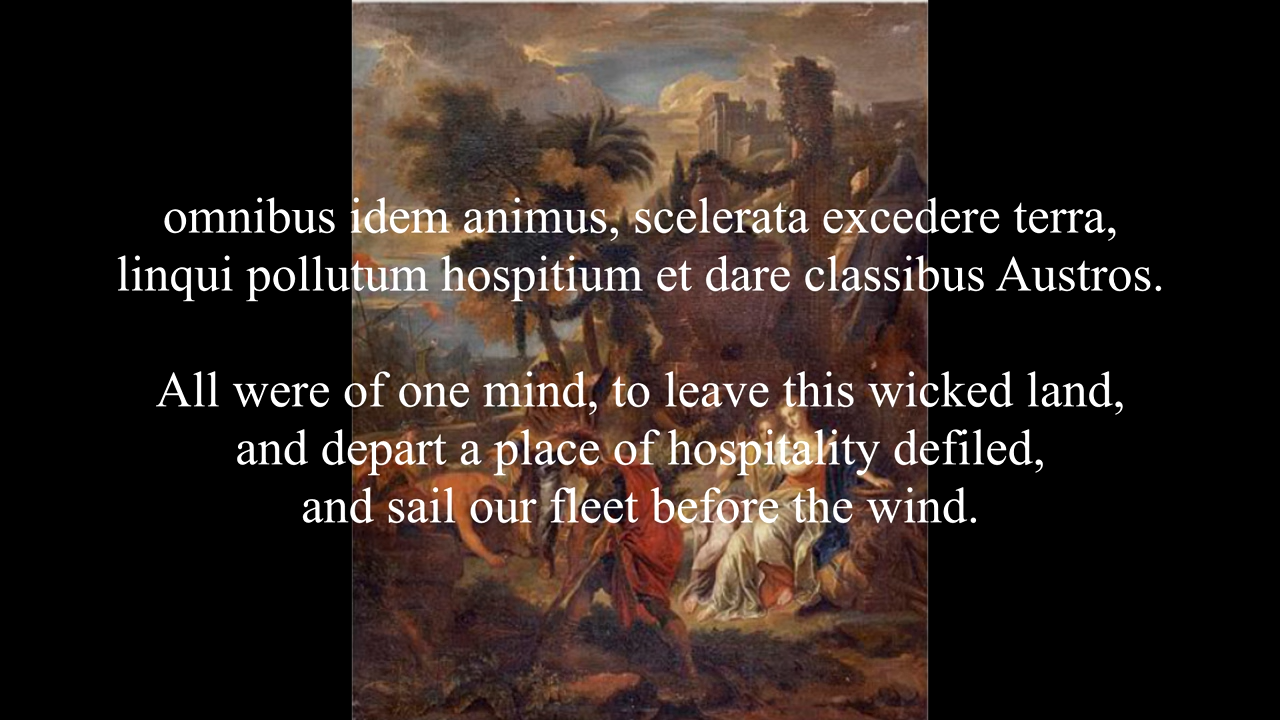 omnibus idem animus, scelerata excedere terra,
linqui pollutum hospitium et dare classibus Austros.
All were of one mind, to leave this wicked land,
and depart a place of hospitality defiled,
and sail our fleet before the wind.